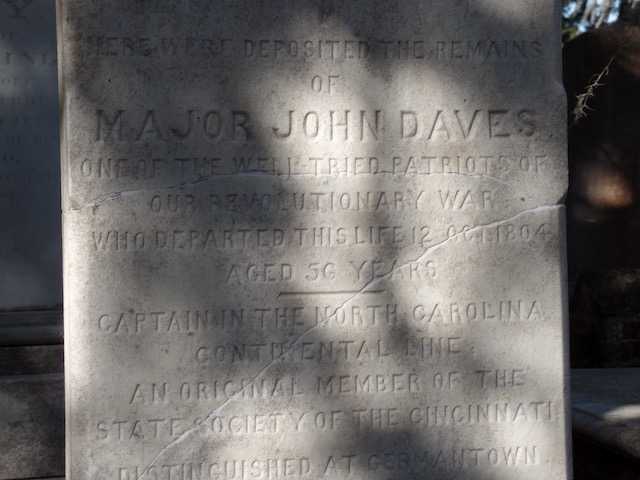 HERE WERE DEPOSITED THE REMAINS
OF
MAJOR JOHN DAVES
ONE OF THE WELL TRIED PATRIOTS OF
OUR REVOLUTIONARY WAR
WHO DEPARTED THIS LIFE 12 OCT. 1804
AGED 56 YEARS
CAPTAIN IN THE NORTH CAROLINA
CONTINENTAL LINE
AN ORIGINAL MEMBER OF THE
STATE SOCIETY OF THE CINCINNATI
DISTINGUISHED AT GERMANTOWN